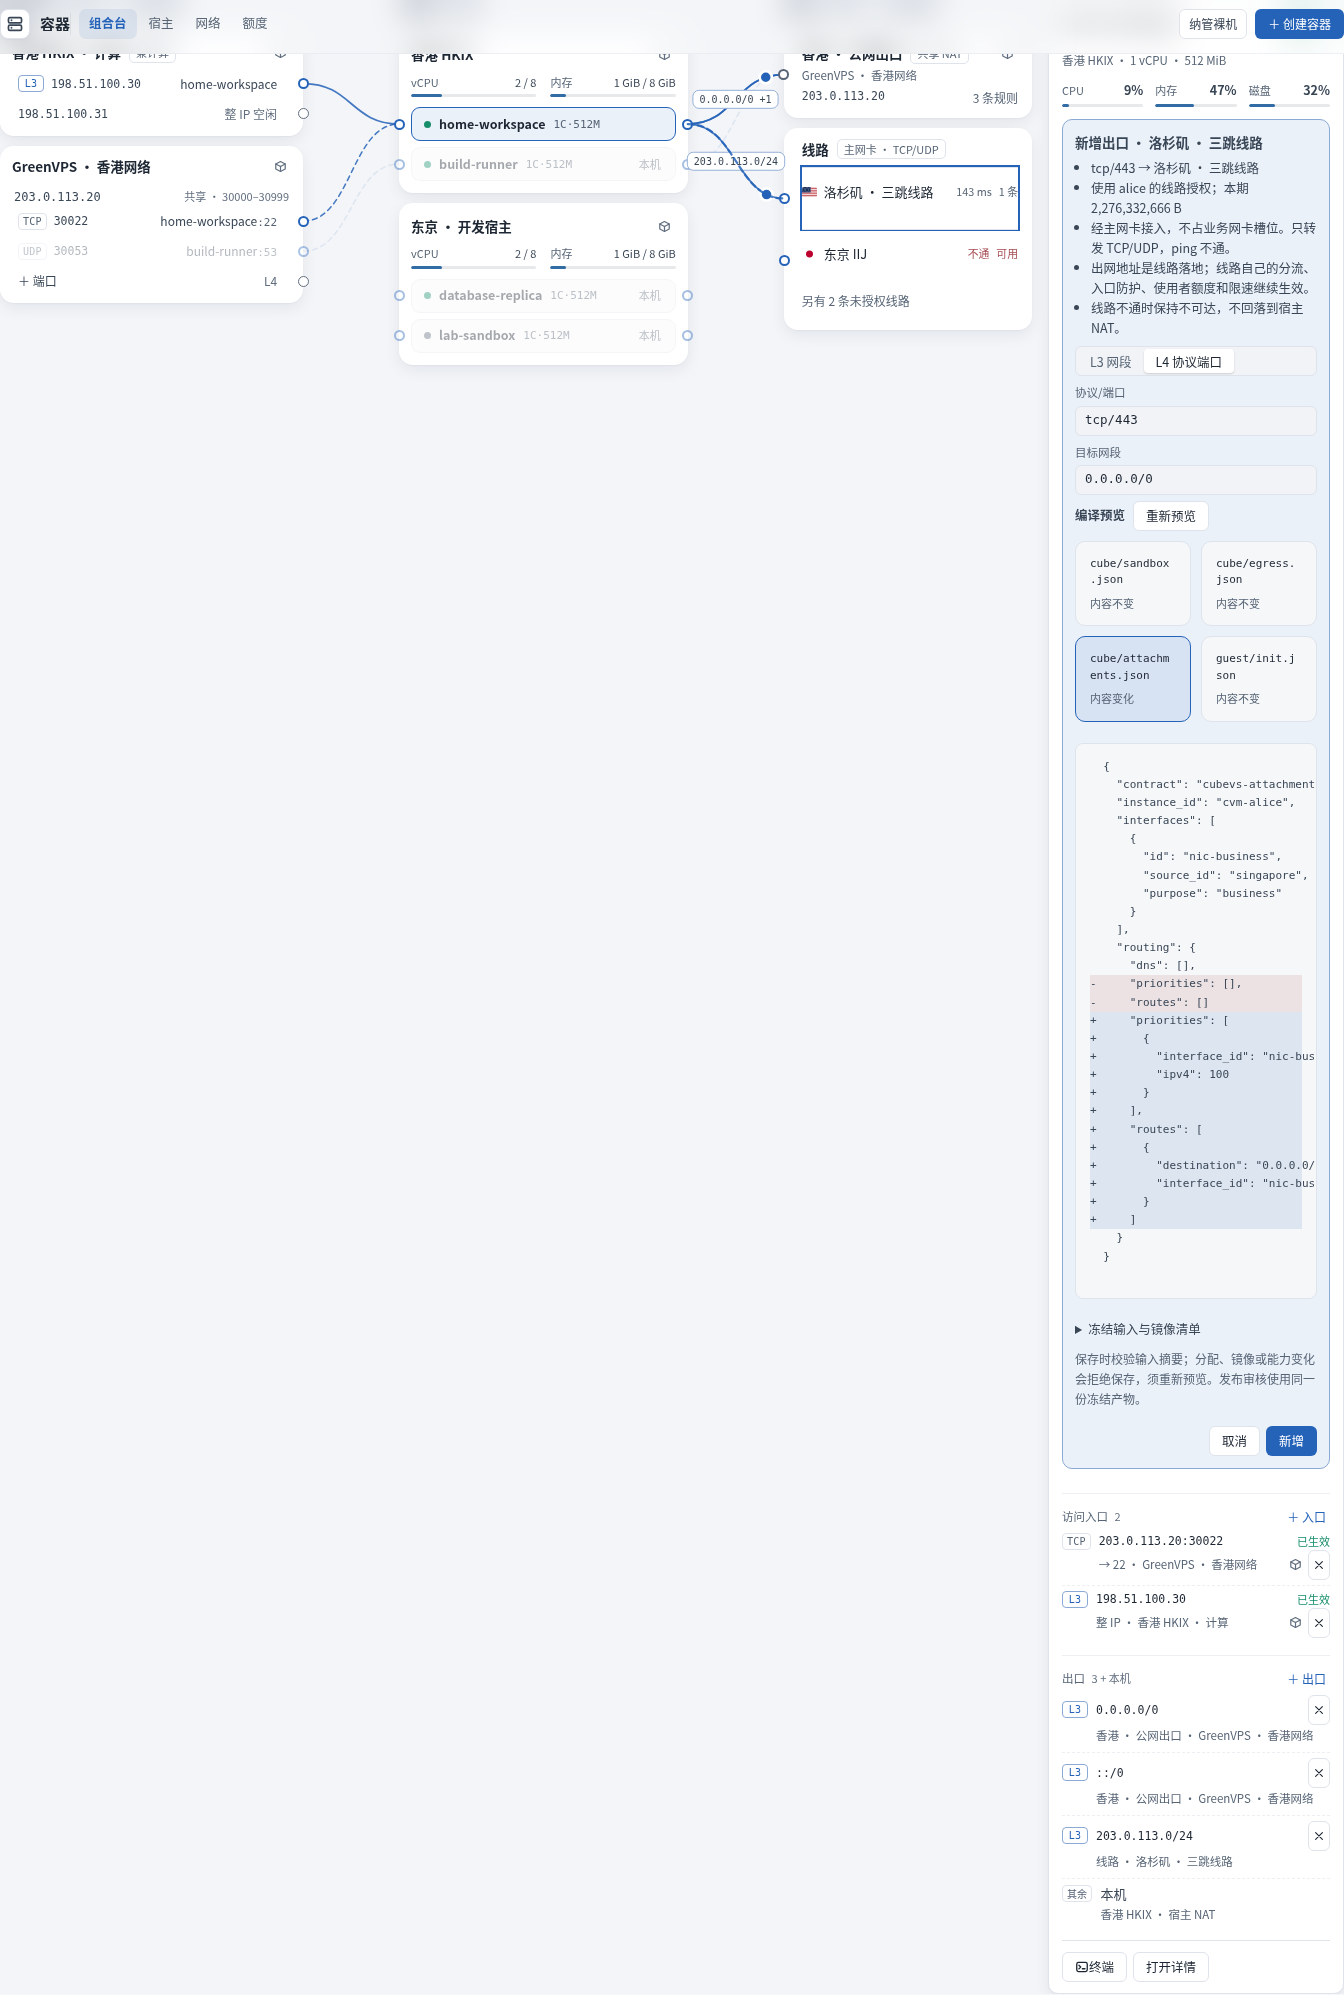 容器
组合台
宿主
网络
额度
纳管裸机
＋ 创建容器
香港 HKIX · 计算
兼计算
L3 198.51.100.30 home-workspace
198.51.100.31 整 IP 空闲
GreenVPS · 香港网络
203.0.113.20 共享 · 30000–30999
TCP 30022 home-workspace:22
UDP 30053 build-runner:53
＋ 端口 L4
香港 HKIX
vCPU 2 / 8 内存 1 GiB / 8 GiB
home-workspace 1C·512M
build-runner 1C·512M 本机
东京 · 开发宿主
vCPU 2 / 8 内存 1 GiB / 8 GiB
database-replica 1C·512M 本机
lab-sandbox 1C·512M 本机
0.0.0.0/0 +1
203.0.113.0/24
香港 · 公网出口 共享 NAT
GreenVPS · 香港网络
203.0.113.20 3 条规则
线路 主网卡 · TCP/UDP
洛杉矶 · 三跳线路 143 ms 1 条
东京 IIJ 不通 可用
另有 2 条未授权线路
香港 HKIX · 1 vCPU · 512 MiB
CPU 9% 内存 47% 磁盘 32%
新增出口 · 洛杉矶 · 三跳线路
tcp/443 → 洛杉矶 · 三跳线路
使用 alice 的线路授权；本期
2,276,332,666 B
经主网卡接入，不占业务网卡槽位。只转
发 TCP/UDP，ping 不通。
出网地址是线路落地；线路自己的分流、
入口防护、使用者额度和限速继续生效。
线路不通时保持不可达，不回落到宿主
NAT。
L3 网段 L4 协议端口
协议/端口
tcp/443
目标网段
0.0.0.0/0
编译预览 重新预览
cube/sandbox
.json
内容不变
cube/egress.
json
内容不变
cube/attachm
ents.json
内容变化
guest/init.j
son
内容不变
{
"contract": "cubevs-attachment
"instance_id": "cvm-alice",
"interfaces": [
{
"id": "nic-business",
"source_id": "singapore",
"purpose": "business"
}
],
"routing": {
"dns": [],
- "priorities": [],
- "routes": []
+ "priorities": [
+ {
+ "interface_id": "nic-bus
+ "ipv4": 100
+ }
+ ],
+ "routes": [
+ {
+ "destination": "0.0.0.0/
+ "interface_id": "nic-bus
+ }
+ ]
}
}
▶ 冻结输入与镜像清单
保存时校验输入摘要；分配、镜像或能力变化
会拒绝保存，须重新预览。发布审核使用同一
份冻结产物。
取消 新增
访问入口 2 ＋ 入口
TCP 203.0.113.20:30022 已生效
→ 22 · GreenVPS · 香港网络
L3 198.51.100.30 已生效
整 IP · 香港 HKIX · 计算
出口 3 + 本机 ＋ 出口
L3 0.0.0.0/0
香港 · 公网出口 · GreenVPS · 香港网络
L3 ::/0
香港 · 公网出口 · GreenVPS · 香港网络
L3 203.0.113.0/24
线路 · 洛杉矶 · 三跳线路
其余 本机
香港 HKIX · 宿主 NAT
终端 打开详情